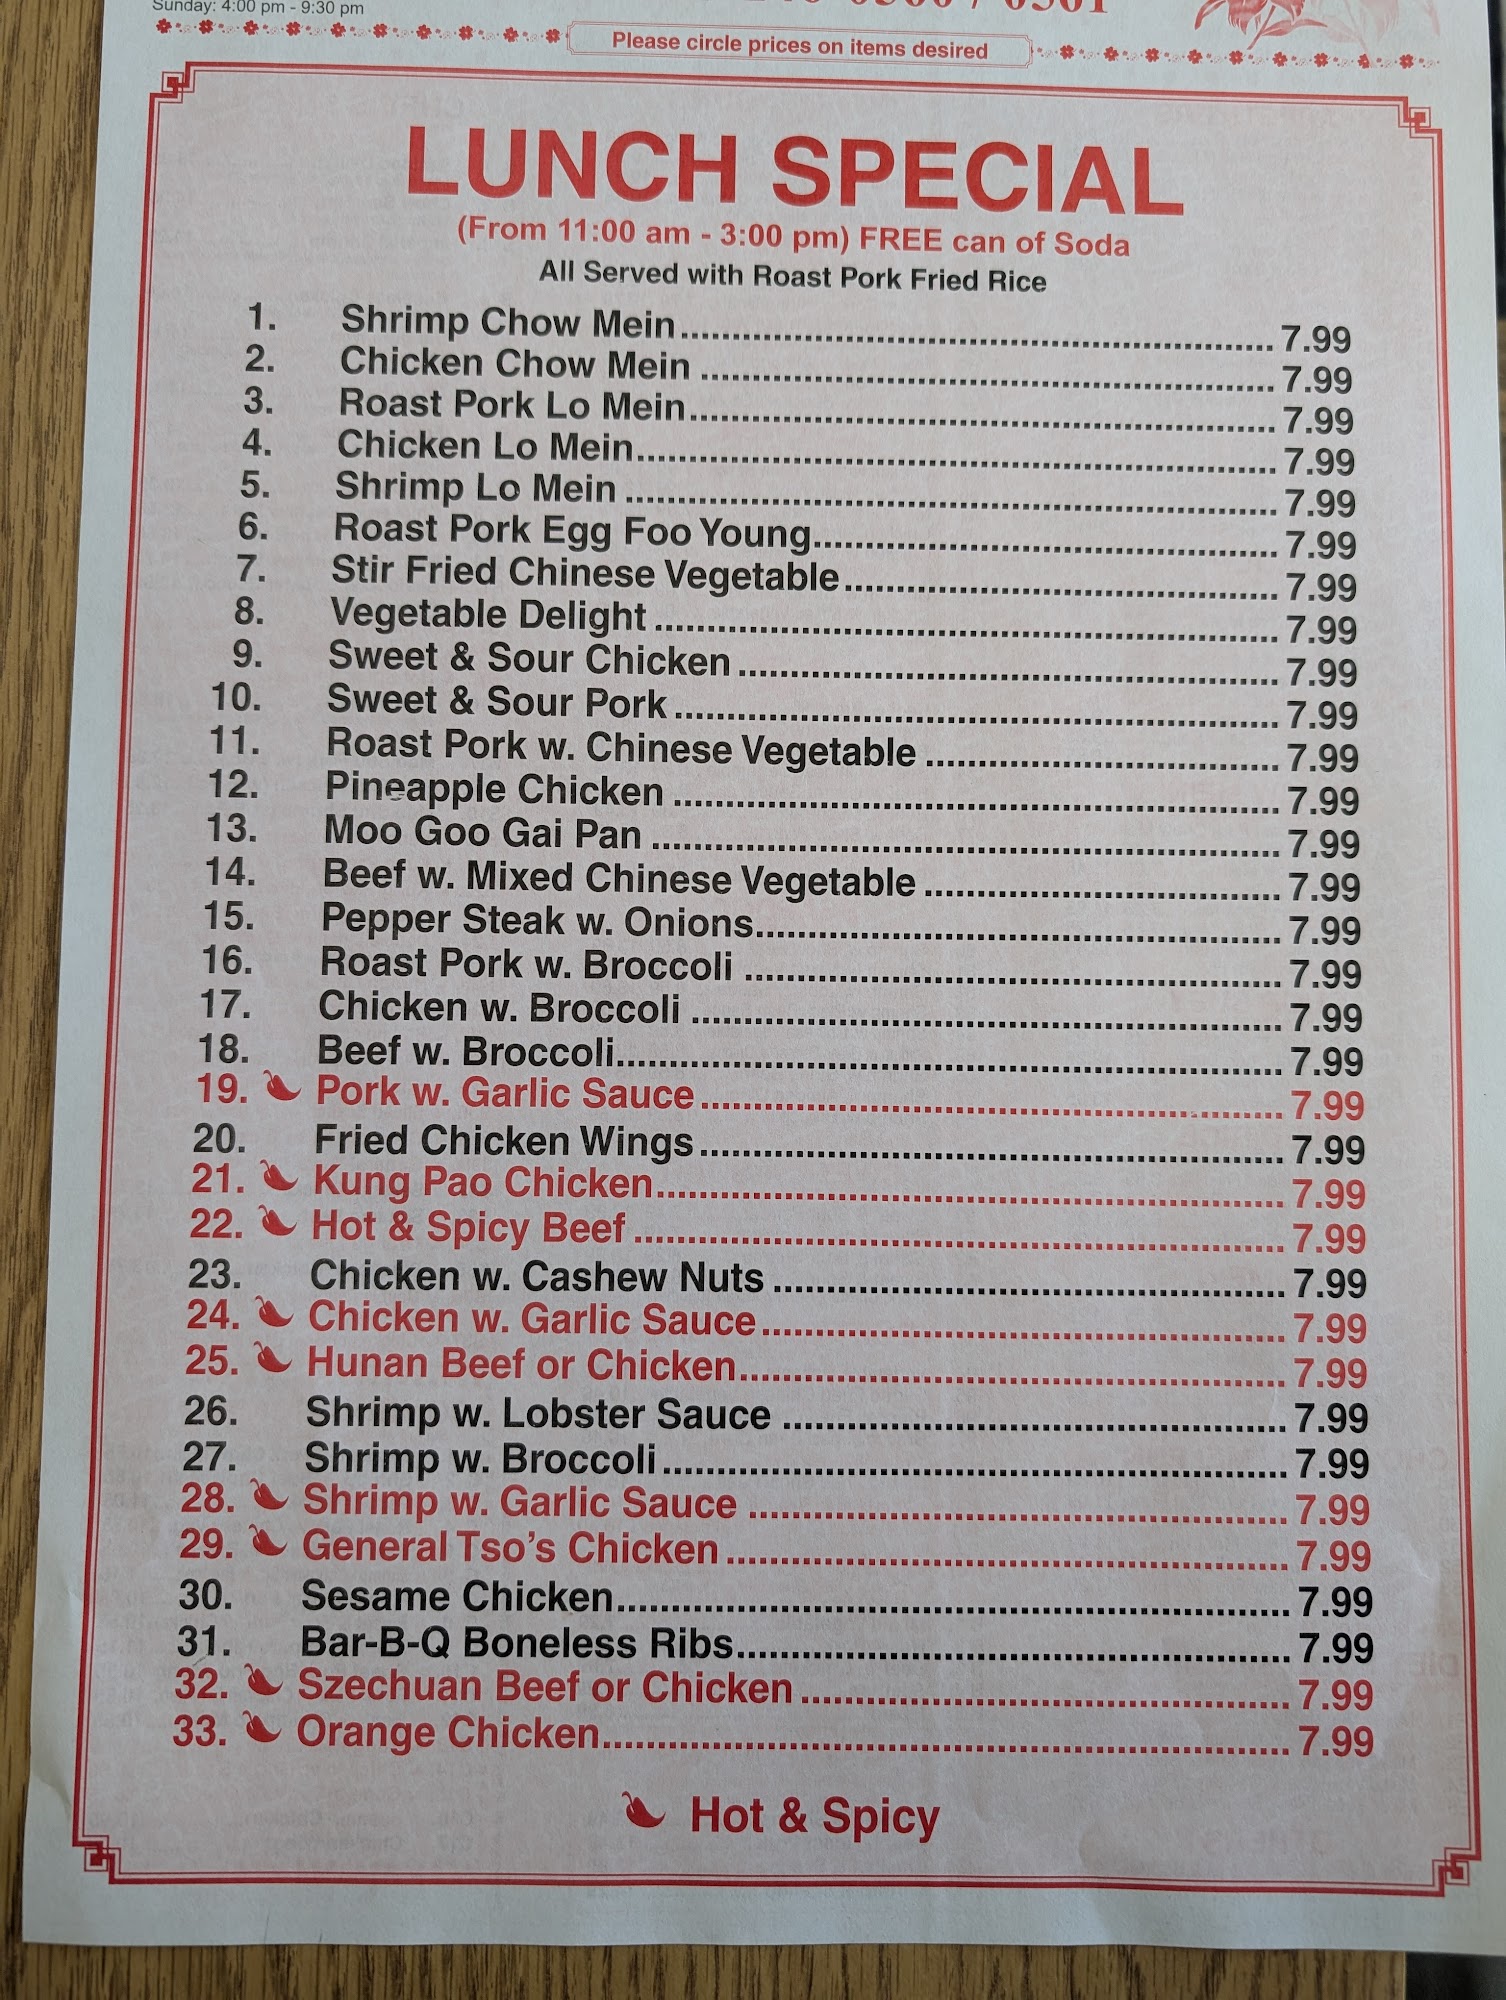 Sunday: 4:00 pm - 9:30 pm
Please circle prices on items desired
LUNCH SPECIAL
(From 11:00 am - 3:00 pm) FREE can of Soda
All Served with Roast Pork Fried Rice
1. Shrimp Chow Mein 7.99
2. Chicken Chow Mein 7.99
3. Roast Pork Lo Mein 7.99
4. Chicken Lo Mein 7.99
5. Shrimp Lo Mein 7.99
6. Roast Pork Egg Foo Young 7.99
7. Stir Fried Chinese Vegetable 7.99
8. Vegetable Delight 7.99
9. Sweet & Sour Chicken 7.99
10. Sweet & Sour Pork 7.99
11. Roast Pork w. Chinese Vegetable 7.99
12. Pineapple Chicken 7.99
13. Moo Goo Gai Pan 7.99
14. Beef w. Mixed Chinese Vegetable 7.99
15. Pepper Steak w. Onions 7.99
16. Roast Pork w. Broccoli 7.99
17. Chicken w. Broccoli 7.99
18. Beef w. Broccoli 7.99
19. Pork w. Garlic Sauce 7.99
20. Fried Chicken Wings 7.99
21. Kung Pao Chicken 7.99
22. Hot & Spicy Beef 7.99
23. Chicken w. Cashew Nuts 7.99
24. Chicken w. Garlic Sauce 7.99
25. Hunan Beef or Chicken 7.99
26. Shrimp w. Lobster Sauce 7.99
27. Shrimp w. Broccoli 7.99
28. Shrimp w. Garlic Sauce 7.99
29. General Tso's Chicken 7.99
30. Sesame Chicken 7.99
31. Bar-B-Q Boneless Ribs 7.99
32. Szechuan Beef or Chicken 7.99
33. Orange Chicken 7.99
Hot & Spicy